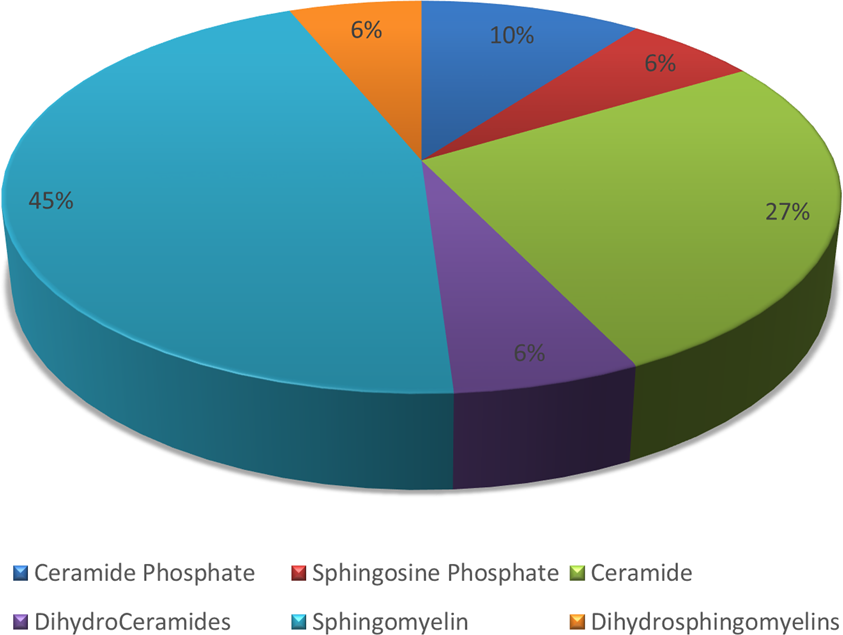 6%
10%
6%
45%
27%
6%
Ceramide Phosphate
Sphingosine Phosphate
Ceramide
DihydroCeramides
Sphingomyelin
Dihydrosphingomyelins